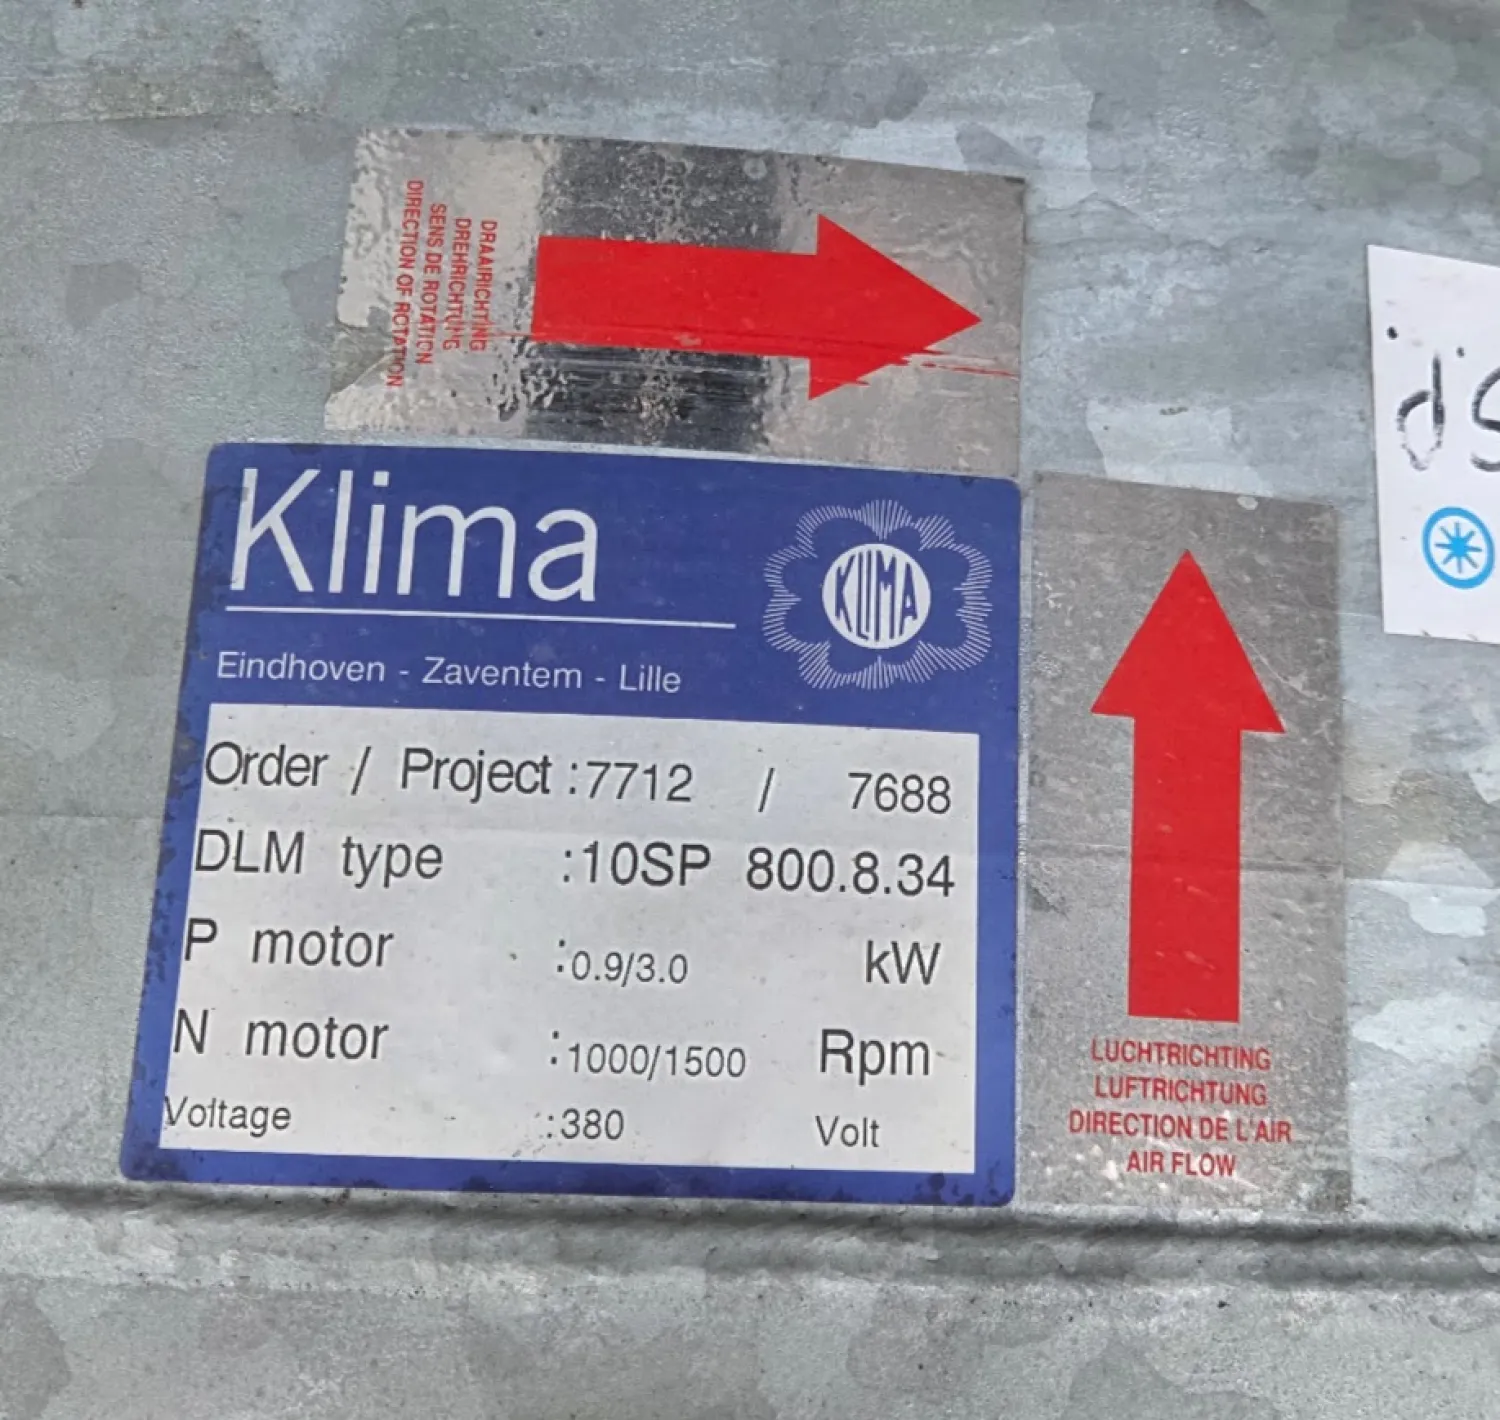 DRAAIRICHTING
DREHRICHTUNG
SENS DE ROTATION
DIRECTION OF ROTATION
Klima
KLIMA
Eindhoven - Zaventem - Lille
Order / Project :7712 / 7688
DLM type :10SP 800.8.34
P motor :0.9/3.0 kW
N motor :1000/1500 Rpm
Voltage :380 Volt
LUCHTRICHTING
LUFTRICHTUNG
DIRECTION DE L'AIR
AIR FLOW